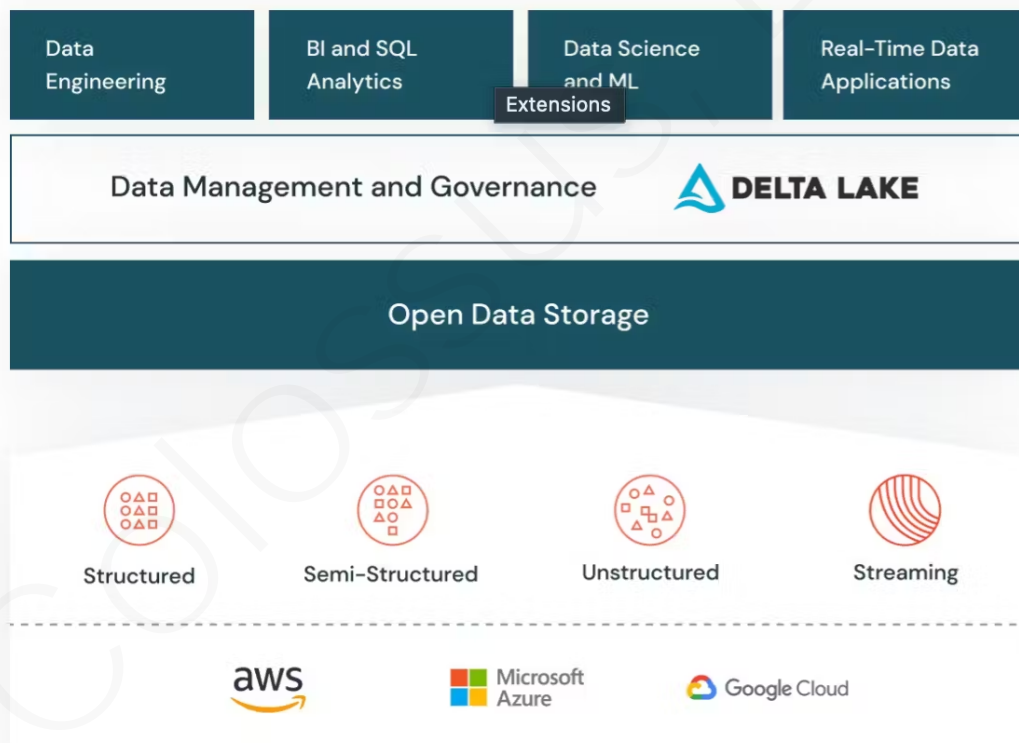 Data
Engineering
BI and SQL
Analytics
Data Science
and ML
Real-Time Data
Applications
Extensions
Data Management and Governance
DELTA LAKE
Open Data Storage
Structured
Semi-Structured
Unstructured
Streaming
aws
Microsoft
Azure
Google Cloud